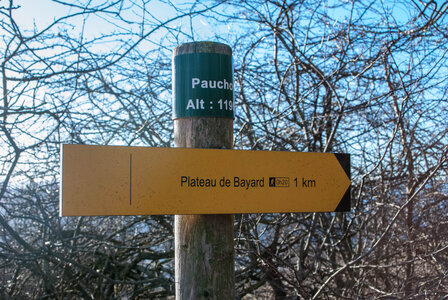 Paucho
Alt : 119
Plateau de Bayard 1 km